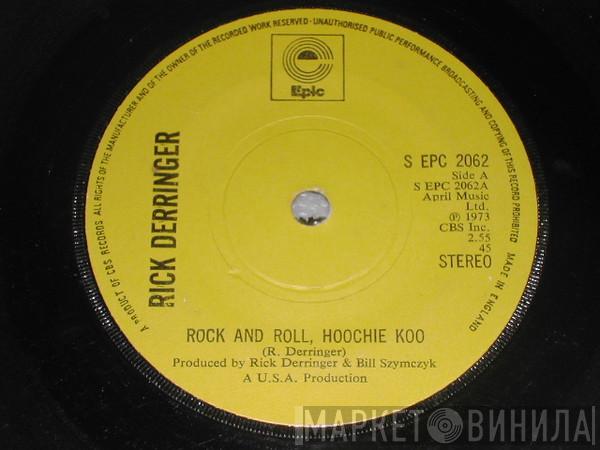 A PRODUCT OF CBS RECORDS. ALL RIGHTS OF THE MANUFACTURER AND OF THE OWNER OF THE RECORDED WORK RESERVED · UNAUTHORISED PUBLIC PERFORMANCE BROADCASTING AND COPYING OF THIS RECORD PROHIBITED MADE IN ENGLAND
Epic
RICK DERRINGER
S EPC 2062
Side A
S EPC 2062A
April Music
Ltd.
℗ 1973
CBS Inc.
2.55
45
STEREO
ROCK AND ROLL, HOOCHIE KOO
(R. Derringer)
Produced by Rick Derringer & Bill Szymczyk
A U.S.A. Production
МАРКЕТ ВИНИЛА